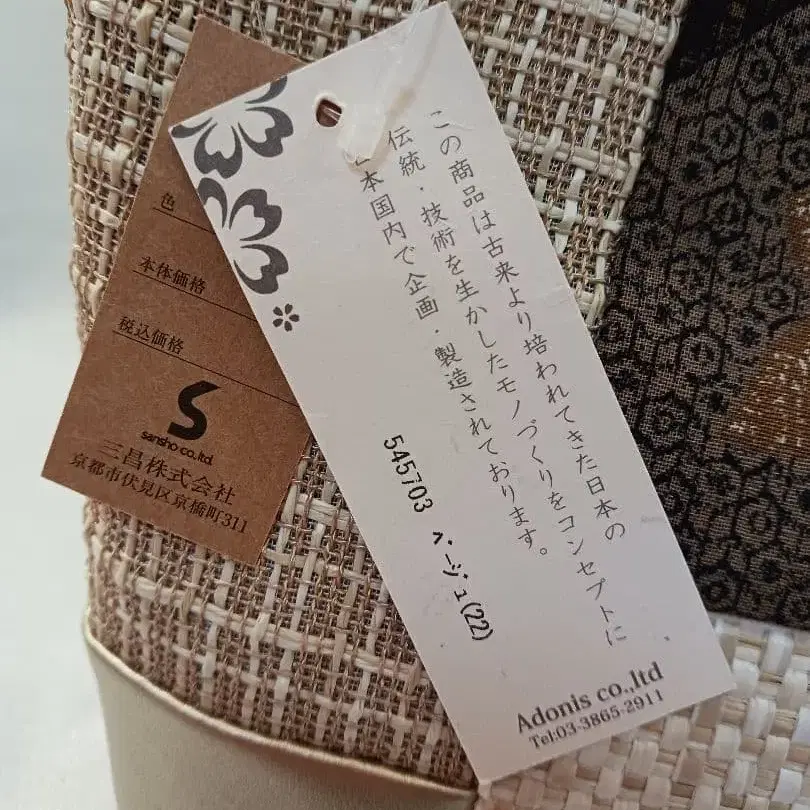 この商品は古来より培われてきた日本の
伝統・技術を生かしたモノづくりをコンセプトに
本国内で企画・製造されております。
545703 ベージュ(22)
Adonis co.,ltd
Tel:03-3865-2911
色
本体価格
税込価格
S
sansho co.ltd
三昌株式会社
京都市伏見区京橋町311